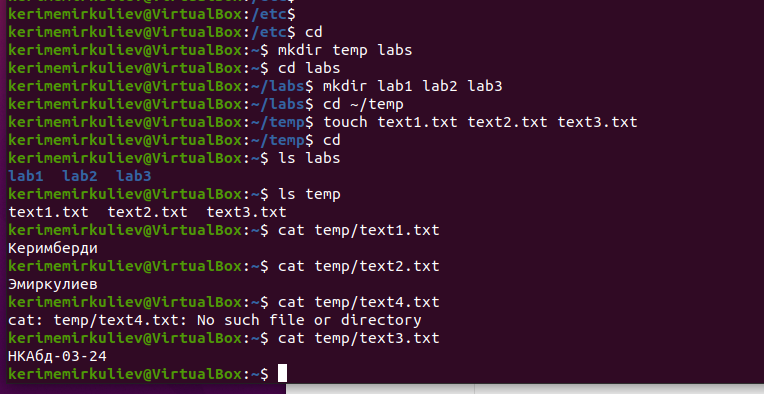 kerimemirkuliev@VirtualBox:/etc$
kerimemirkuliev@VirtualBox:/etc$
kerimemirkuliev@VirtualBox:/etc$ cd
kerimemirkuliev@VirtualBox:~$ mkdir temp labs
kerimemirkuliev@VirtualBox:~$ cd labs
kerimemirkuliev@VirtualBox:~/labs$ mkdir lab1 lab2 lab3
kerimemirkuliev@VirtualBox:~/labs$ cd ~/temp
kerimemirkuliev@VirtualBox:~/temp$ touch text1.txt text2.txt text3.txt
kerimemirkuliev@VirtualBox:~/temp$ cd
kerimemirkuliev@VirtualBox:~$ ls labs
lab1  lab2  lab3
kerimemirkuliev@VirtualBox:~$ ls temp
text1.txt  text2.txt  text3.txt
kerimemirkuliev@VirtualBox:~$ cat temp/text1.txt
Керимберди
kerimemirkuliev@VirtualBox:~$ cat temp/text2.txt
Эмиркулиев
kerimemirkuliev@VirtualBox:~$ cat temp/text4.txt
cat: temp/text4.txt: No such file or directory
kerimemirkuliev@VirtualBox:~$ cat temp/text3.txt
НКАбд-03-24
kerimemirkuliev@VirtualBox:~$